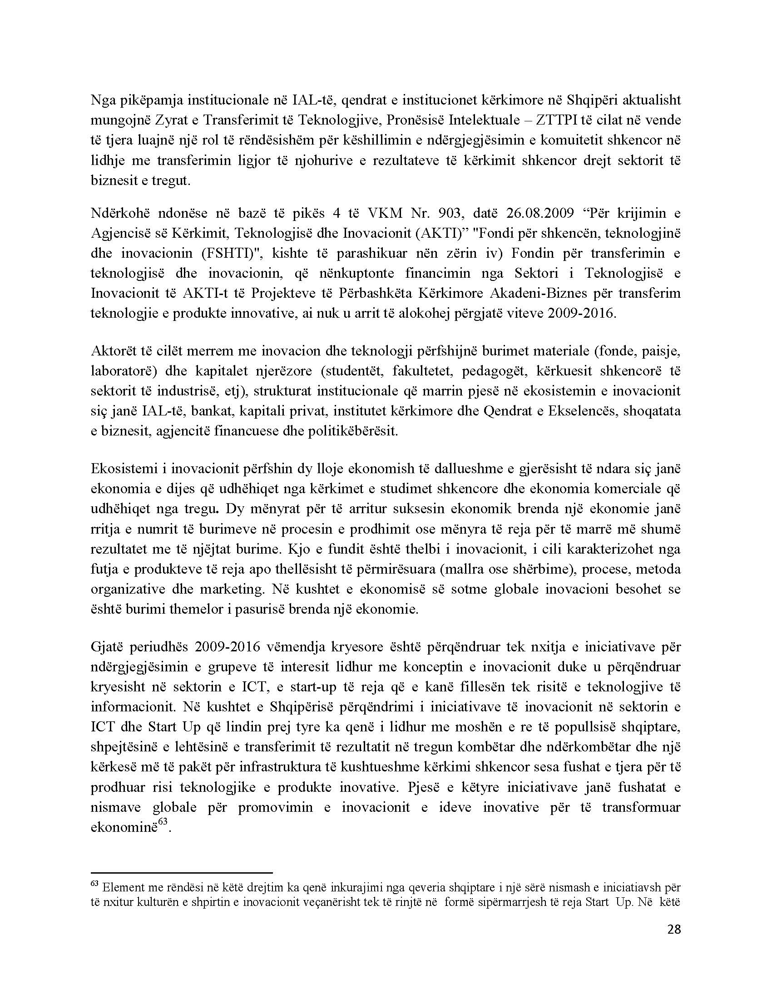 Nga pikëpamja institucionale në IAL-të, qendrat e institucionet kërkimore në Shqipëri aktualisht
mungojnë Zyrat e Transferimit të Teknologjive, Pronësisë Intelektuale – ZTTPI të cilat në vende
të tjera luajnë një rol të rëndësishëm për këshillimin e ndërgjegjësimin e komuitetit shkencor në
lidhje me transferimin ligjor të njohurive e rezultateve të kërkimit shkencor drejt sektorit të
biznesit e tregut.
Ndërkohë ndonëse në bazë të pikës 4 të VKM Nr. 903, datë 26.08.2009 “Për krijimin e
Agjencisë së Kërkimit, Teknologjisë dhe Inovacionit (AKTI)” "Fondi për shkencën, teknologjinë
dhe inovacionin (FSHTI)", kishte të parashikuar nën zërin iv) Fondin për transferimin e
teknologjisë dhe inovacionin, që nënkuptonte financimin nga Sektori i Teknologjisë e
Inovacionit të AKTI-t të Projekteve të Përbashkëta Kërkimore Akadeni-Biznes për transferim
teknologjie e produkte innovative, ai nuk u arrit të alokohej përgjatë viteve 2009-2016.
Aktorët të cilët merrem me inovacion dhe teknologji përfshijnë burimet materiale (fonde, paisje,
laboratorë) dhe kapitalet njerëzore (studentët, fakultetet, pedagogët, kërkuesit shkencorë të
sektorit të industrisë, etj), strukturat institucionale që marrin pjesë në ekosistemin e inovacionit
siç janë IAL-të, bankat, kapitali privat, institutet kërkimore dhe Qendrat e Ekselencës, shoqatata
e biznesit, agjencitë financuese dhe politikëbërësit.
Ekosistemi i inovacionit përfshin dy lloje ekonomish të dallueshme e gjerësisht të ndara siç janë
ekonomia e dijes që udhëhiqet nga kërkimet e studimet shkencore dhe ekonomia komerciale që
udhëhiqet nga tregu. Dy mënyrat për të arritur suksesin ekonomik brenda një ekonomie janë
rritja e numrit të burimeve në procesin e prodhimit ose mënyra të reja për të marrë më shumë
rezultatet me të njëjtat burime. Kjo e fundit është thelbi i inovacionit, i cili karakterizohet nga
futja e produkteve të reja apo thellësisht të përmirësuara (mallra ose shërbime), procese, metoda
organizative dhe marketing. Në kushtet e ekonomisë së sotme globale inovacioni besohet se
është burimi themelor i pasurisë brenda një ekonomie.
Gjatë periudhës 2009-2016 vëmendja kryesore është përqëndruar tek nxitja e iniciativave për
ndërgjegjësimin e grupeve të interesit lidhur me konceptin e inovacionit duke u përqëndruar
kryesisht në sektorin e ICT, e start-up të reja që e kanë fillesën tek risitë e teknologjive të
informacionit. Në kushtet e Shqipërisë përqëndrimi i iniciativave të inovacionit në sektorin e
ICT dhe Start Up që lindin prej tyre ka qenë i lidhur me moshën e re të popullsisë shqiptare,
shpejtësinë e lehtësinë e transferimit të rezultatit në tregun kombëtar dhe ndërkombëtar dhe një
kërkesë më të pakët për infrastruktura të kushtueshme kërkimi shkencor sesa fushat e tjera për të
prodhuar risi teknologjike e produkte inovative. Pjesë e këtyre iniciativave janë fushatat e
nismave globale për promovimin e inovacionit e ideve inovative për të transformuar
ekonominë63.
63 Element me rëndësi në këtë drejtim ka qenë inkurajimi nga qeveria shqiptare i një sërë nismash e iniciatiavsh për
të nxitur kulturën e shpirtin e inovacionit veçanërisht tek të rinjtë në formë sipërmarrjesh të reja Start Up. Në këtë
28